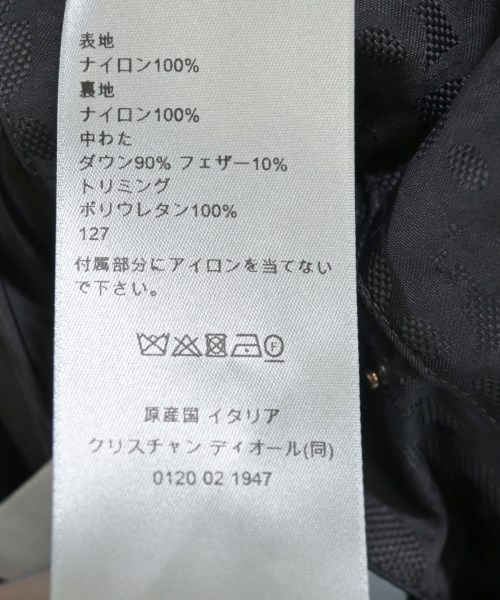 表地
ナイロン100%
裏地
ナイロン100%
中わた
ダウン90% フェザー10%
トリミング
ポリウレタン100%
127
付属部分にアイロンを当てない
で下さい。
F
原産国 イタリア
クリスチャン ディオール(同)
0120 02 1947